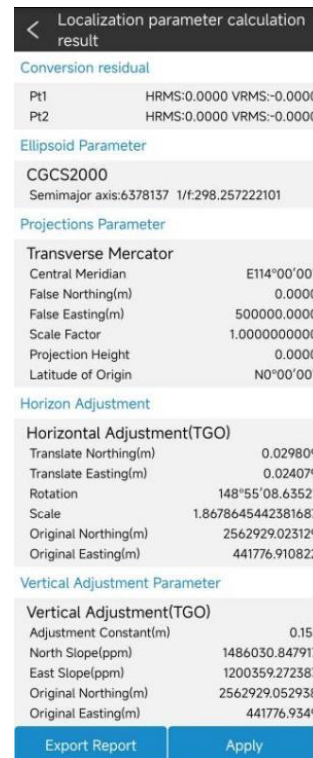 Localization parameter calculation
result
Conversion residual
Pt1 HRMS:0.0000 VRMS:-0.0000
Pt2 HRMS:0.0000 VRMS:-0.0000
Ellipsoid Parameter
CGCS2000
Semimajor axis:6378137 1/f:298.257222101
Projections Parameter
Transverse Mercator
Central Meridian E114°00′00
False Northing(m) 0.0000
False Easting(m) 500000.0000
Scale Factor 1.0000000000
Projection Height 0.0000
Latitude of Origin N0°00′00
Horizon Adjustment
Horizontal Adjustment(TGO)
Translate Northing(m) 0.02980
Translate Easting(m) 0.02407
Rotation 148°55′08.6352
Scale 1.867864544238168
Original Northing(m) 2562929.02312
Original Easting(m) 441776.91082
Vertical Adjustment Parameter
Vertical Adjustment(TGO)
Adjustment Constant(m) 0.15
North Slope(ppm) 1486030.84791
East Slope(ppm) 1200359.27238
Original Northing(m) 2562929.052938
Original Easting(m) 441776.934
Export Report Apply